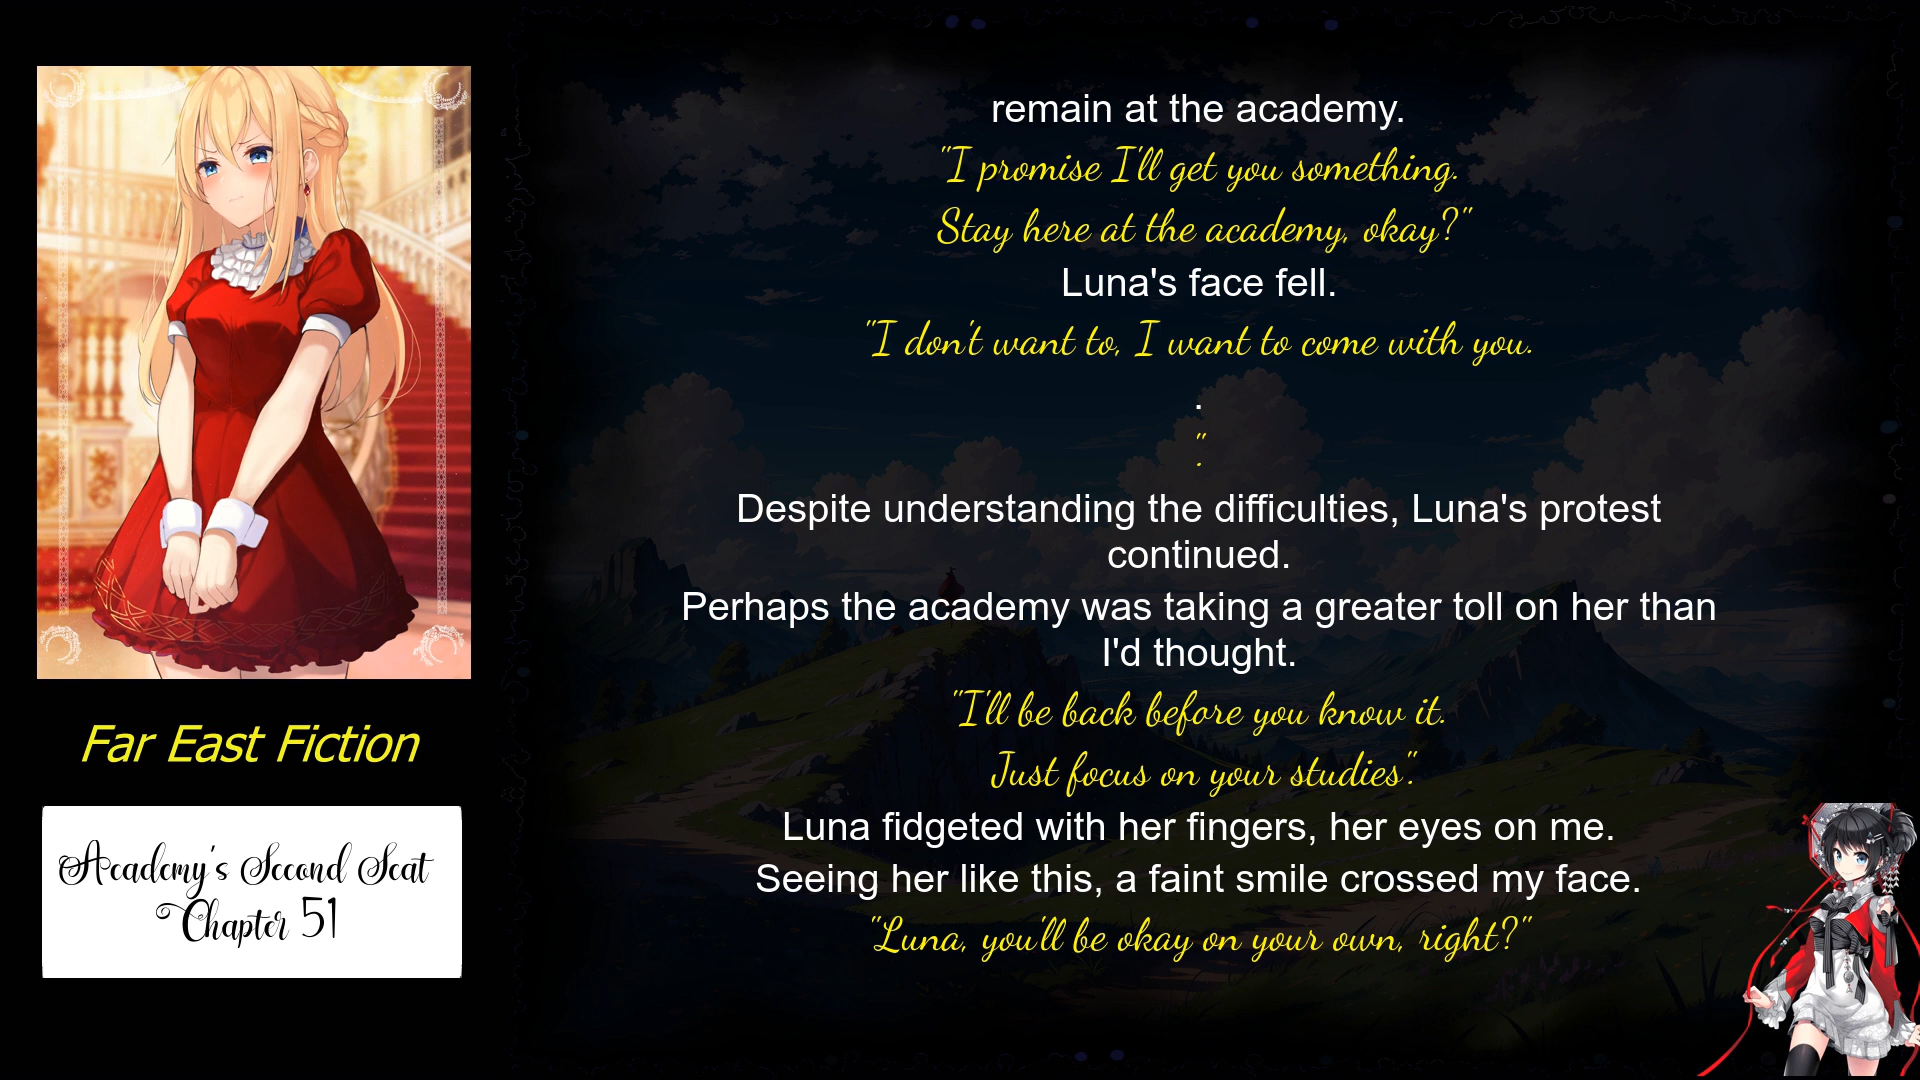 remain at the academy.
"I promise I'll get you something.
Stay here at the academy, okay?"
Luna's face fell.
"I don't want to, I want to come with you.
.
".
Despite understanding the difficulties, Luna's protest
continued.
Perhaps the academy was taking a greater toll on her than
I'd thought.
"I'll be back before you know it.
Just focus on your studies".
Luna fidgeted with her fingers, her eyes on me.
Seeing her like this, a faint smile crossed my face.
"Luna, you'll be okay on your own, right?"
Far East Fiction
Academy's Second Seat
Chapter 51